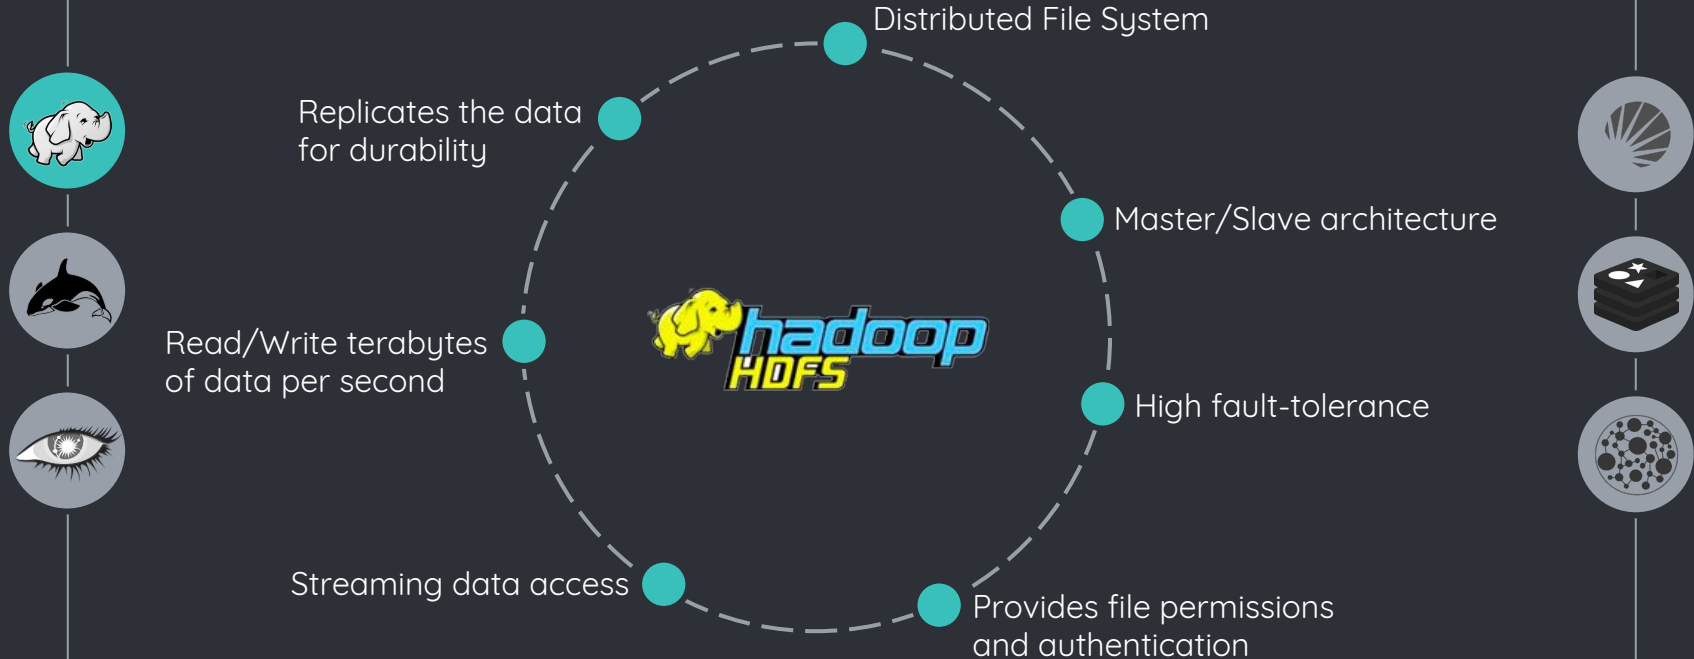 Distributed File System
Replicates the data
for durability
Master/Slave architecture
hadoop
HDFS
Read/Write terabytes
of data per second
High fault-tolerance
Streaming data access
Provides file permissions
and authentication